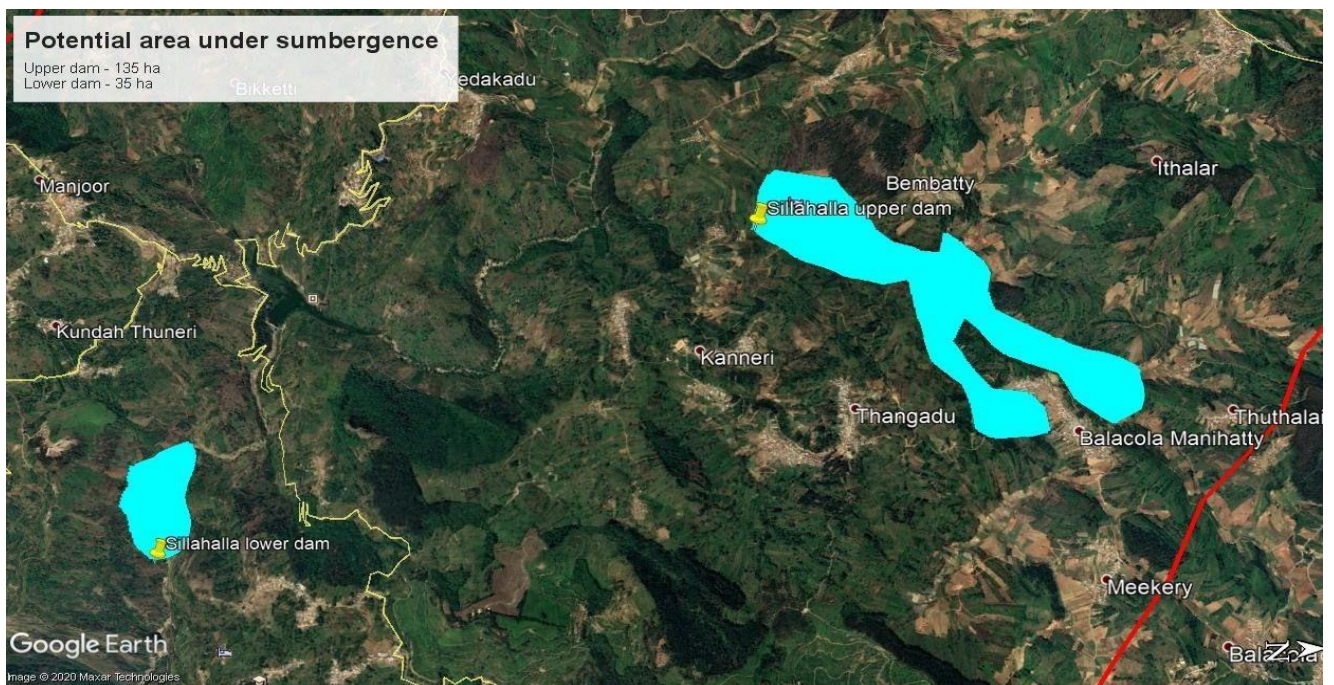 Potential area under sumbergence
Upper dam - 135 ha
Lower dam - 35 ha
Bikketti
Yedakadu
Manjoor
Bembatty
Ithalar
Sillahalla upper dam
Kundah Thuneri
Kanneri
Thangadu
Thuthalai
Balacola Manihatty
Sillahalla lower dam
Meekery
Google Earth
Balacola
N
Image © 2020 Maxar Technologies